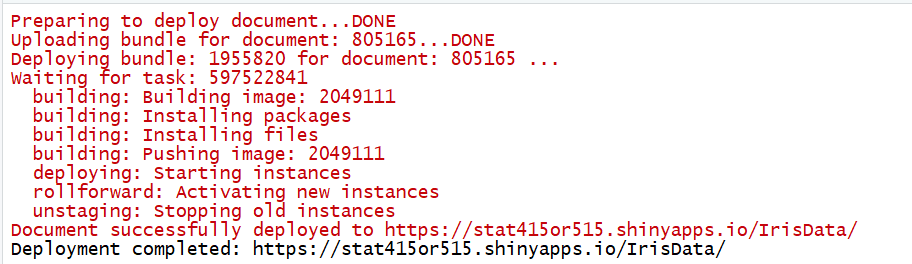 Preparing to deploy document...DONE
Uploading bundle for document: 805165...DONE
Deploying bundle: 1955820 for document: 805165 ...
Waiting for task: 597522841
  building: Building image: 2049111
  building: Installing packages
  building: Installing files
  building: Pushing image: 2049111
  deploying: Starting instances
  rollforward: Activating new instances
  unstaging: Stopping old instances
Document successfully deployed to https://stat415or515.shinyapps.io/IrisData/
Deployment completed: https://stat415or515.shinyapps.io/IrisData/